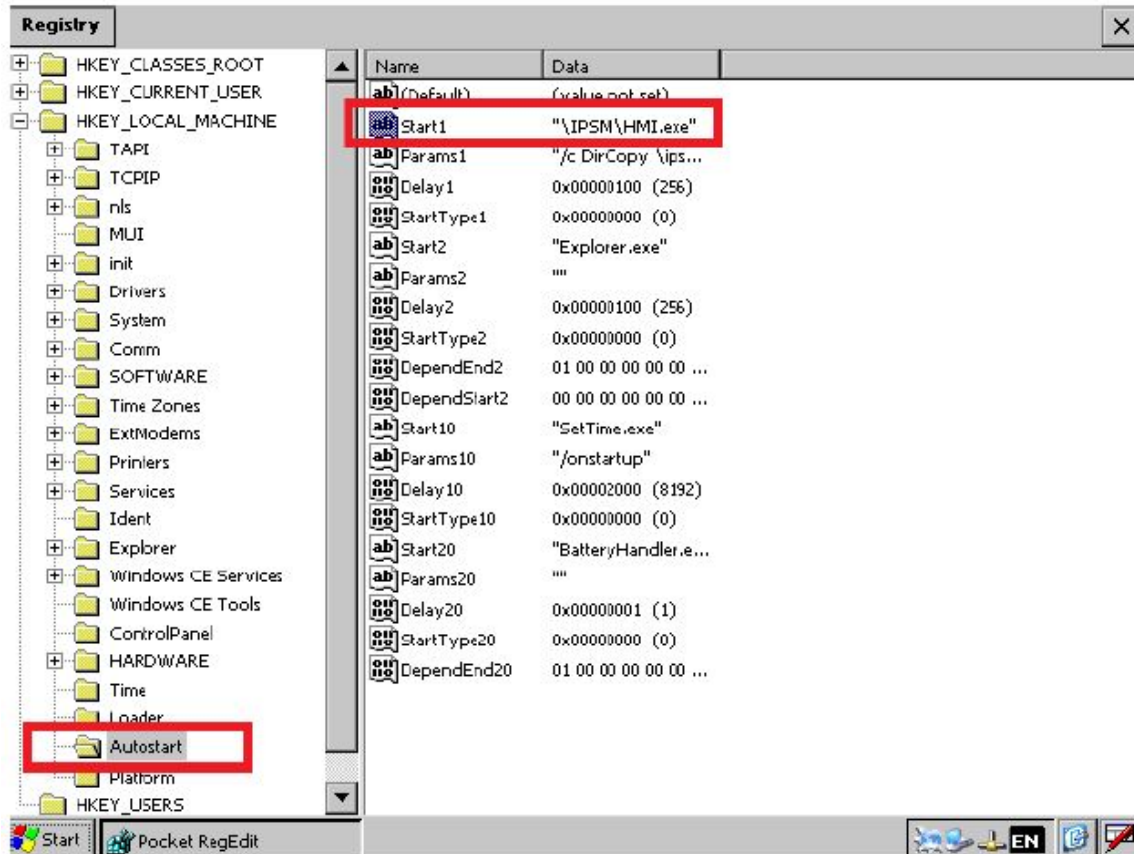 Registry
HKEY_CLASSES_ROOT
HKEY_CURRENT_USER
HKEY_LOCAL_MACHINE
TAPI
TCPIP
nls
MUI
init
Drivers
System
Comm
SOFTWARE
Time Zones
ExtModems
Printers
Services
Ident
Explorer
Windows CE Services
Windows CE Tools
ControlPanel
HARDWARE
Time
Loader
Autostart
Platform
HKEY_USERS
Name Data
(Default) (value not set)
Start1 "\IPSM\HMI.exe"
Params1 "/c DirCopy \ips...
Delay1 0x00000100 (256)
StartType1 0x00000000 (0)
Start2 "Explorer.exe"
Params2 ""
Delay2 0x00000100 (256)
StartType2 0x00000000 (0)
DependEnd2 01 00 00 00 00 00 ...
DependStart2 00 00 00 00 00 00 ...
Start10 "SetTime.exe"
Params10 "/onstartup"
Delay10 0x00002000 (8192)
StartType10 0x00000000 (0)
Start20 "BatteryHandler.e...
Params20 ""
Delay20 0x00000001 (1)
StartType20 0x00000000 (0)
DependEnd20 01 00 00 00 00 00 ...
Start Pocket RegEdit EN